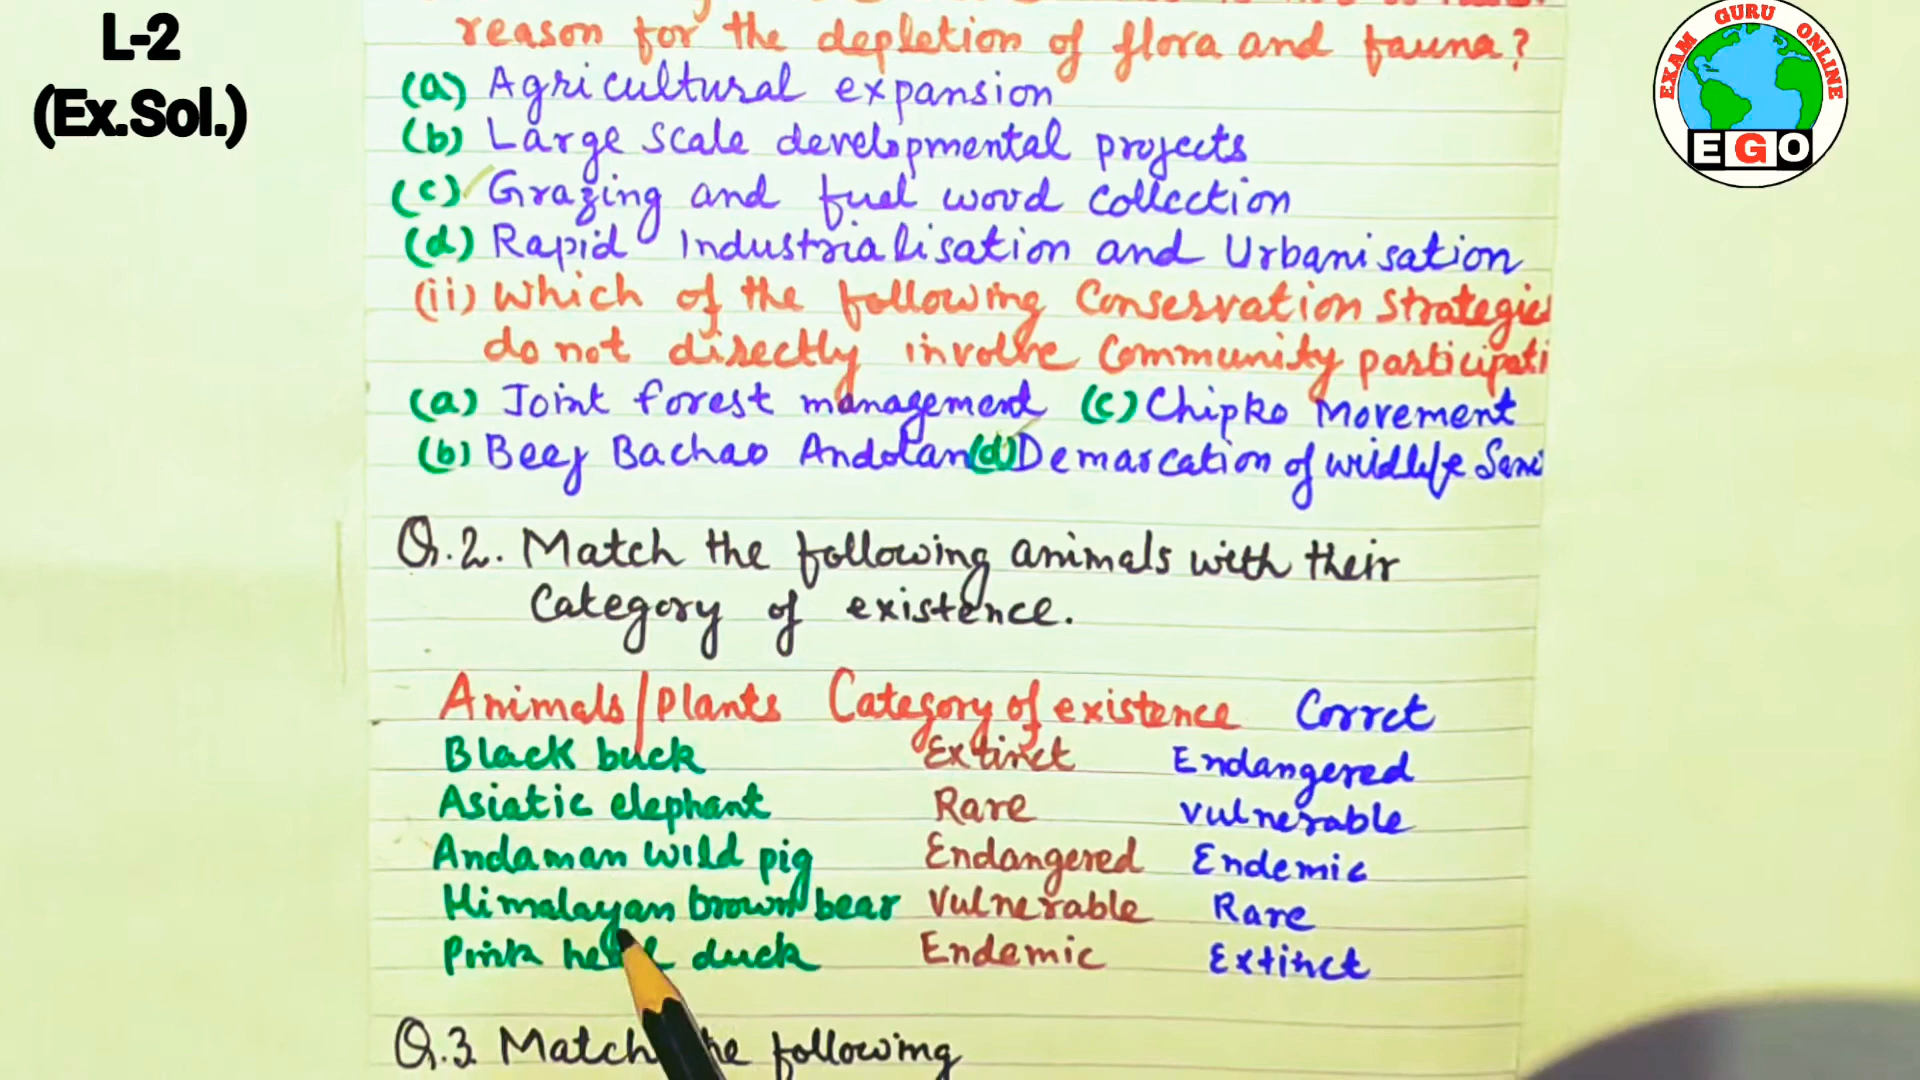 L-2
(Ex.Sol.)
EXAM GURU ONLINE
EGO
reason for the depletion of flora and fauna?
(a) Agricultural expansion
(b) Large scale developmental projects
(c) Grazing and fuel wood collection
(d) Rapid Industrialisation and Urbanisation
(ii) Which of the following Conservation Strategies
do not directly involve Community participati
(a) Joint forest management (c) Chipko Movement
(b) Beej Bachao Andolan (d) Demarcation of wildlife Sanc
Q.2. Match the following animals with their
Category of existence.
Animals/Plants Category of existence Corrct
Black buck Extinct Endangered
Asiatic elephant Rare Vulnerable
Andaman wild pig Endangered Endemic
Himalayan brown bear Vulnerable Rare
Pink head duck Endemic Extinct
Q.3. Match the following